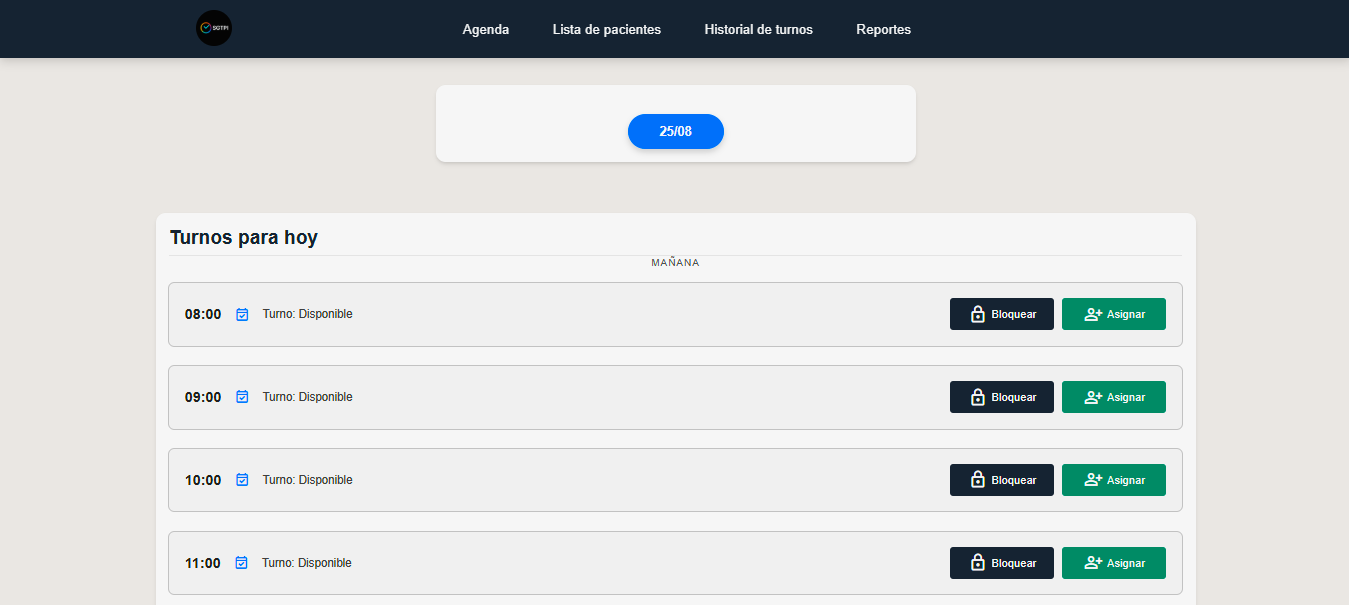 SGTPI
Agenda Lista de pacientes Historial de turnos Reportes
25/08
Turnos para hoy
MAÑANA
08:00 Turno: Disponible Bloquear Asignar
09:00 Turno: Disponible Bloquear Asignar
10:00 Turno: Disponible Bloquear Asignar
11:00 Turno: Disponible Bloquear Asignar